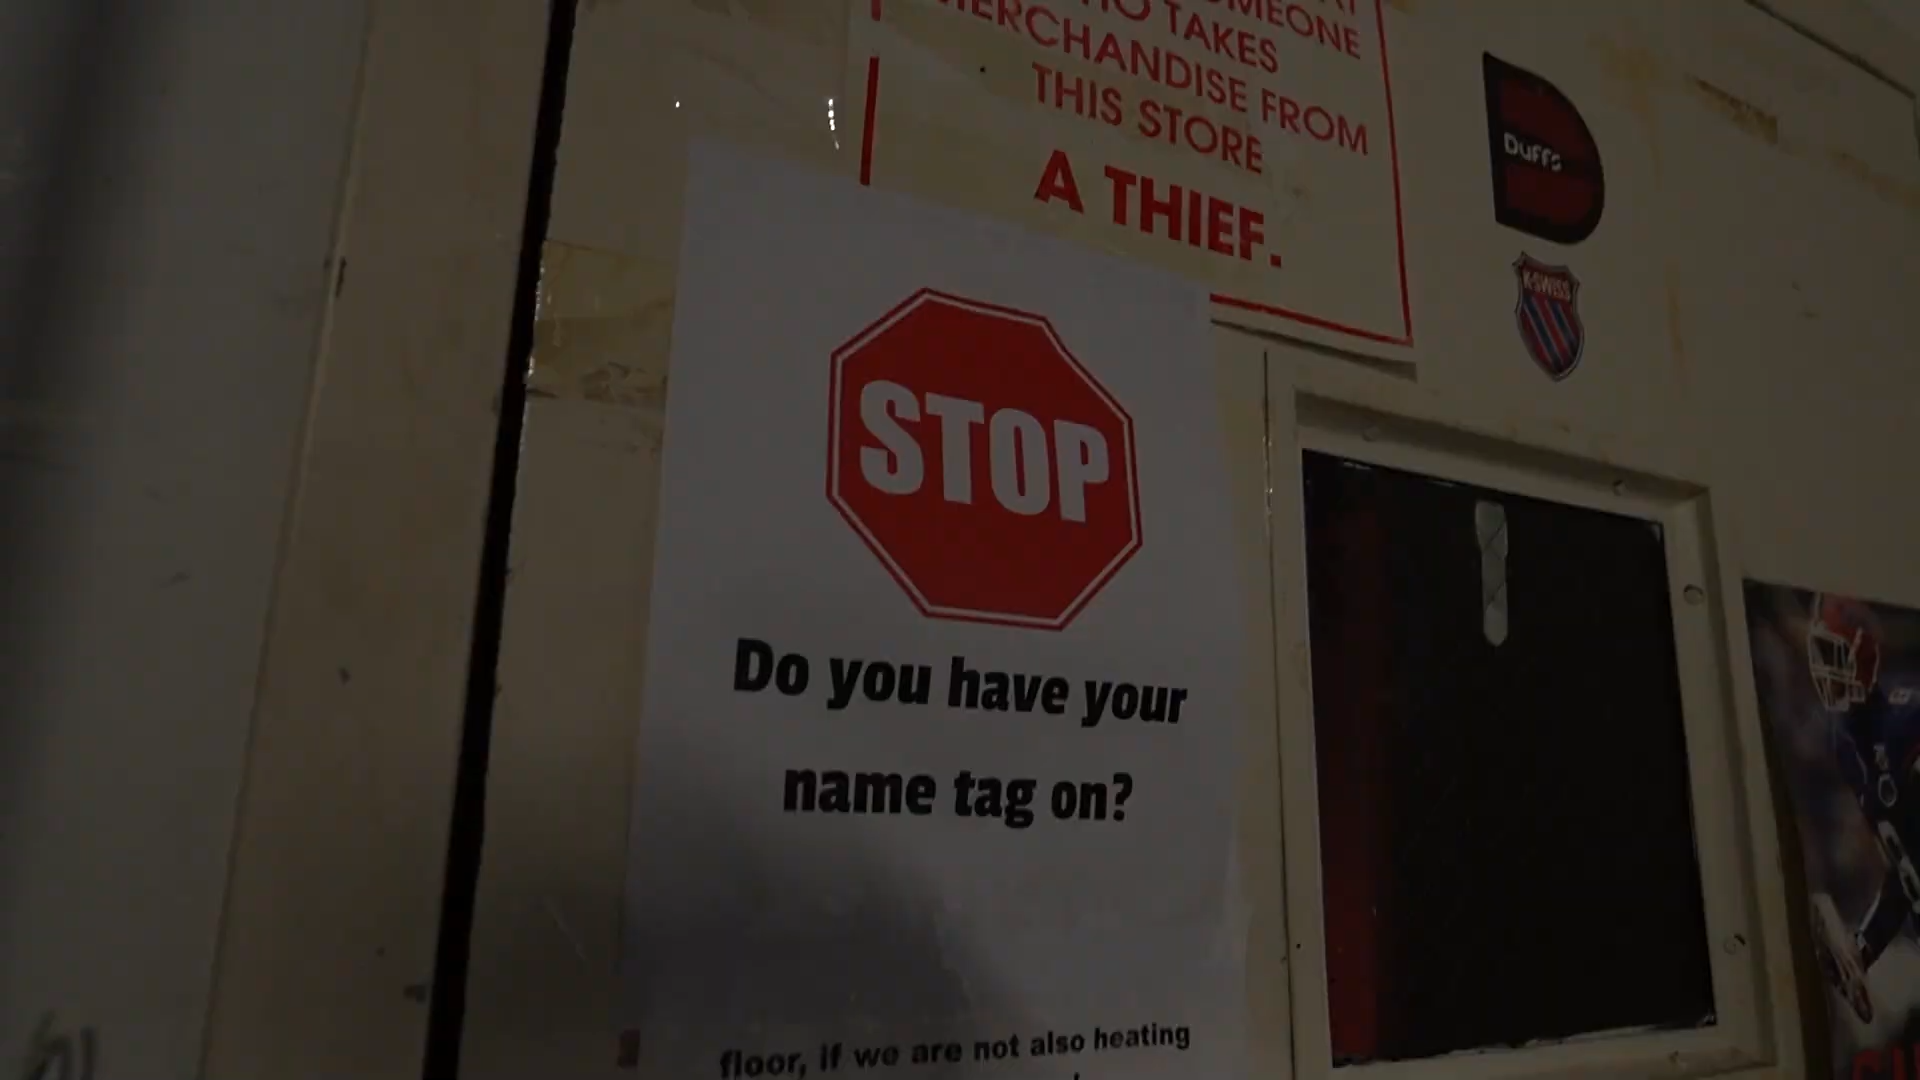 SOMEONE
WHO TAKES
MERCHANDISE FROM
THIS STORE
A THIEF.
Duffs
K-SWISS
STOP
Do you have your
name tag on?
floor, if we are not also heating